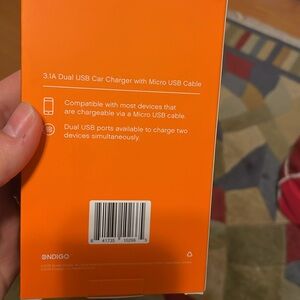 3.1A Dual USB Car Charger with Micro USB Cable
Compatible with most devices that
are chargeable via a Micro USB cable.
Dual USB ports available to charge two
devices simultaneously.
ONDIGO